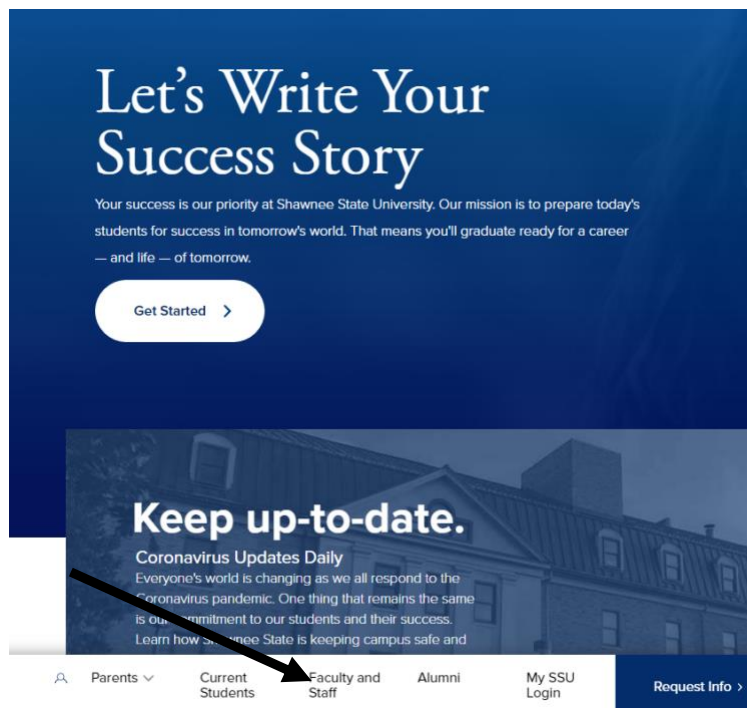 Let's Write Your
Success Story
Your success is our priority at Shawnee State University. Our mission is to prepare today's
students for success in tomorrow's world. That means you'll graduate ready for a career
— and life — of tomorrow.
Get Started
Keep up-to-date.
Coronavirus Updates Daily
Everyone's world is changing as we all respond to the
Coronavirus pandemic. One thing that remains the same
is our commitment to our students and their success.
Learn how Shawnee State is keeping campus safe and
Parents
Current
Students
Faculty and
Staff
Alumni
My SSU
Login
Request Info